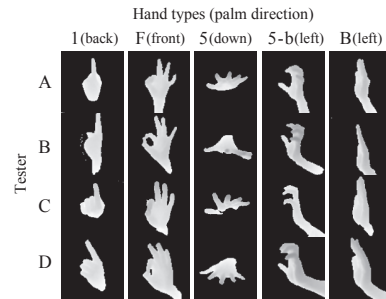 Hand types (palm direction)
1(back) F(front) 5(down) 5-b(left) B(left)
Tester
A
B
C
D